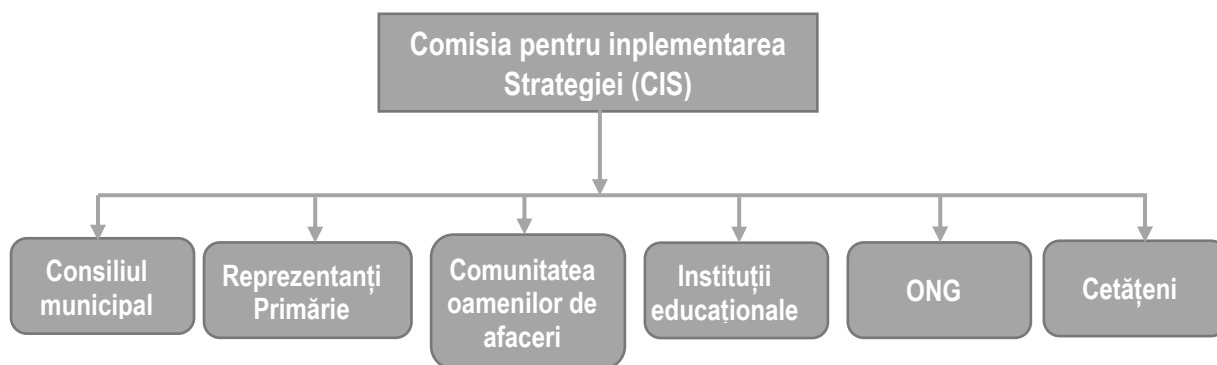 Comisia pentru inplementarea
Strategiei (CIS)
Consiliul
municipal
Reprezentanți
Primărie
Comunitatea
oamenilor de
afaceri
Instituții
educaționale
ONG
Cetățeni